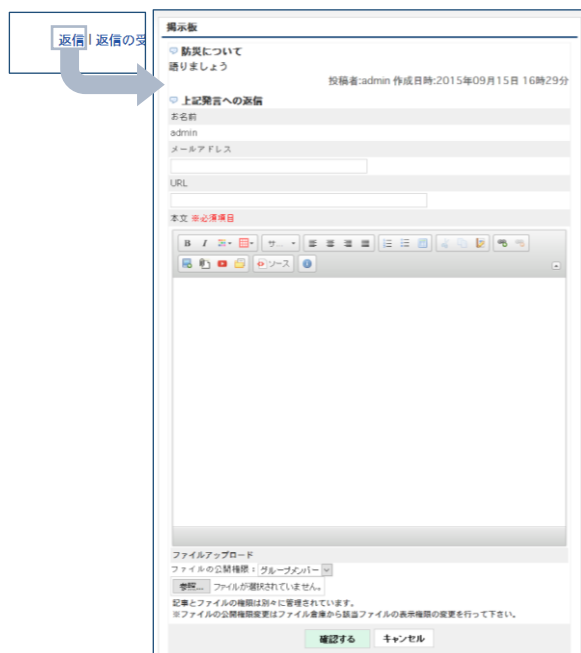 返信 | 返信の受
掲示板
防災について
語りましょう
投稿者:admin 作成日時:2015年09月15日 16時29分
上記発言への返信
お名前
admin
メールアドレス
URL
本文 ※必須項目
B I サ...
ソース
ファイルアップロード
ファイルの公開権限: グループメンバー
参照... ファイルが選択されていません。
記事とファイルの権限は別々に管理されています。
※ファイルの公開権限変更はファイル倉庫から該当ファイルの表示権限の変更を行って下さい。
確認する キャンセル